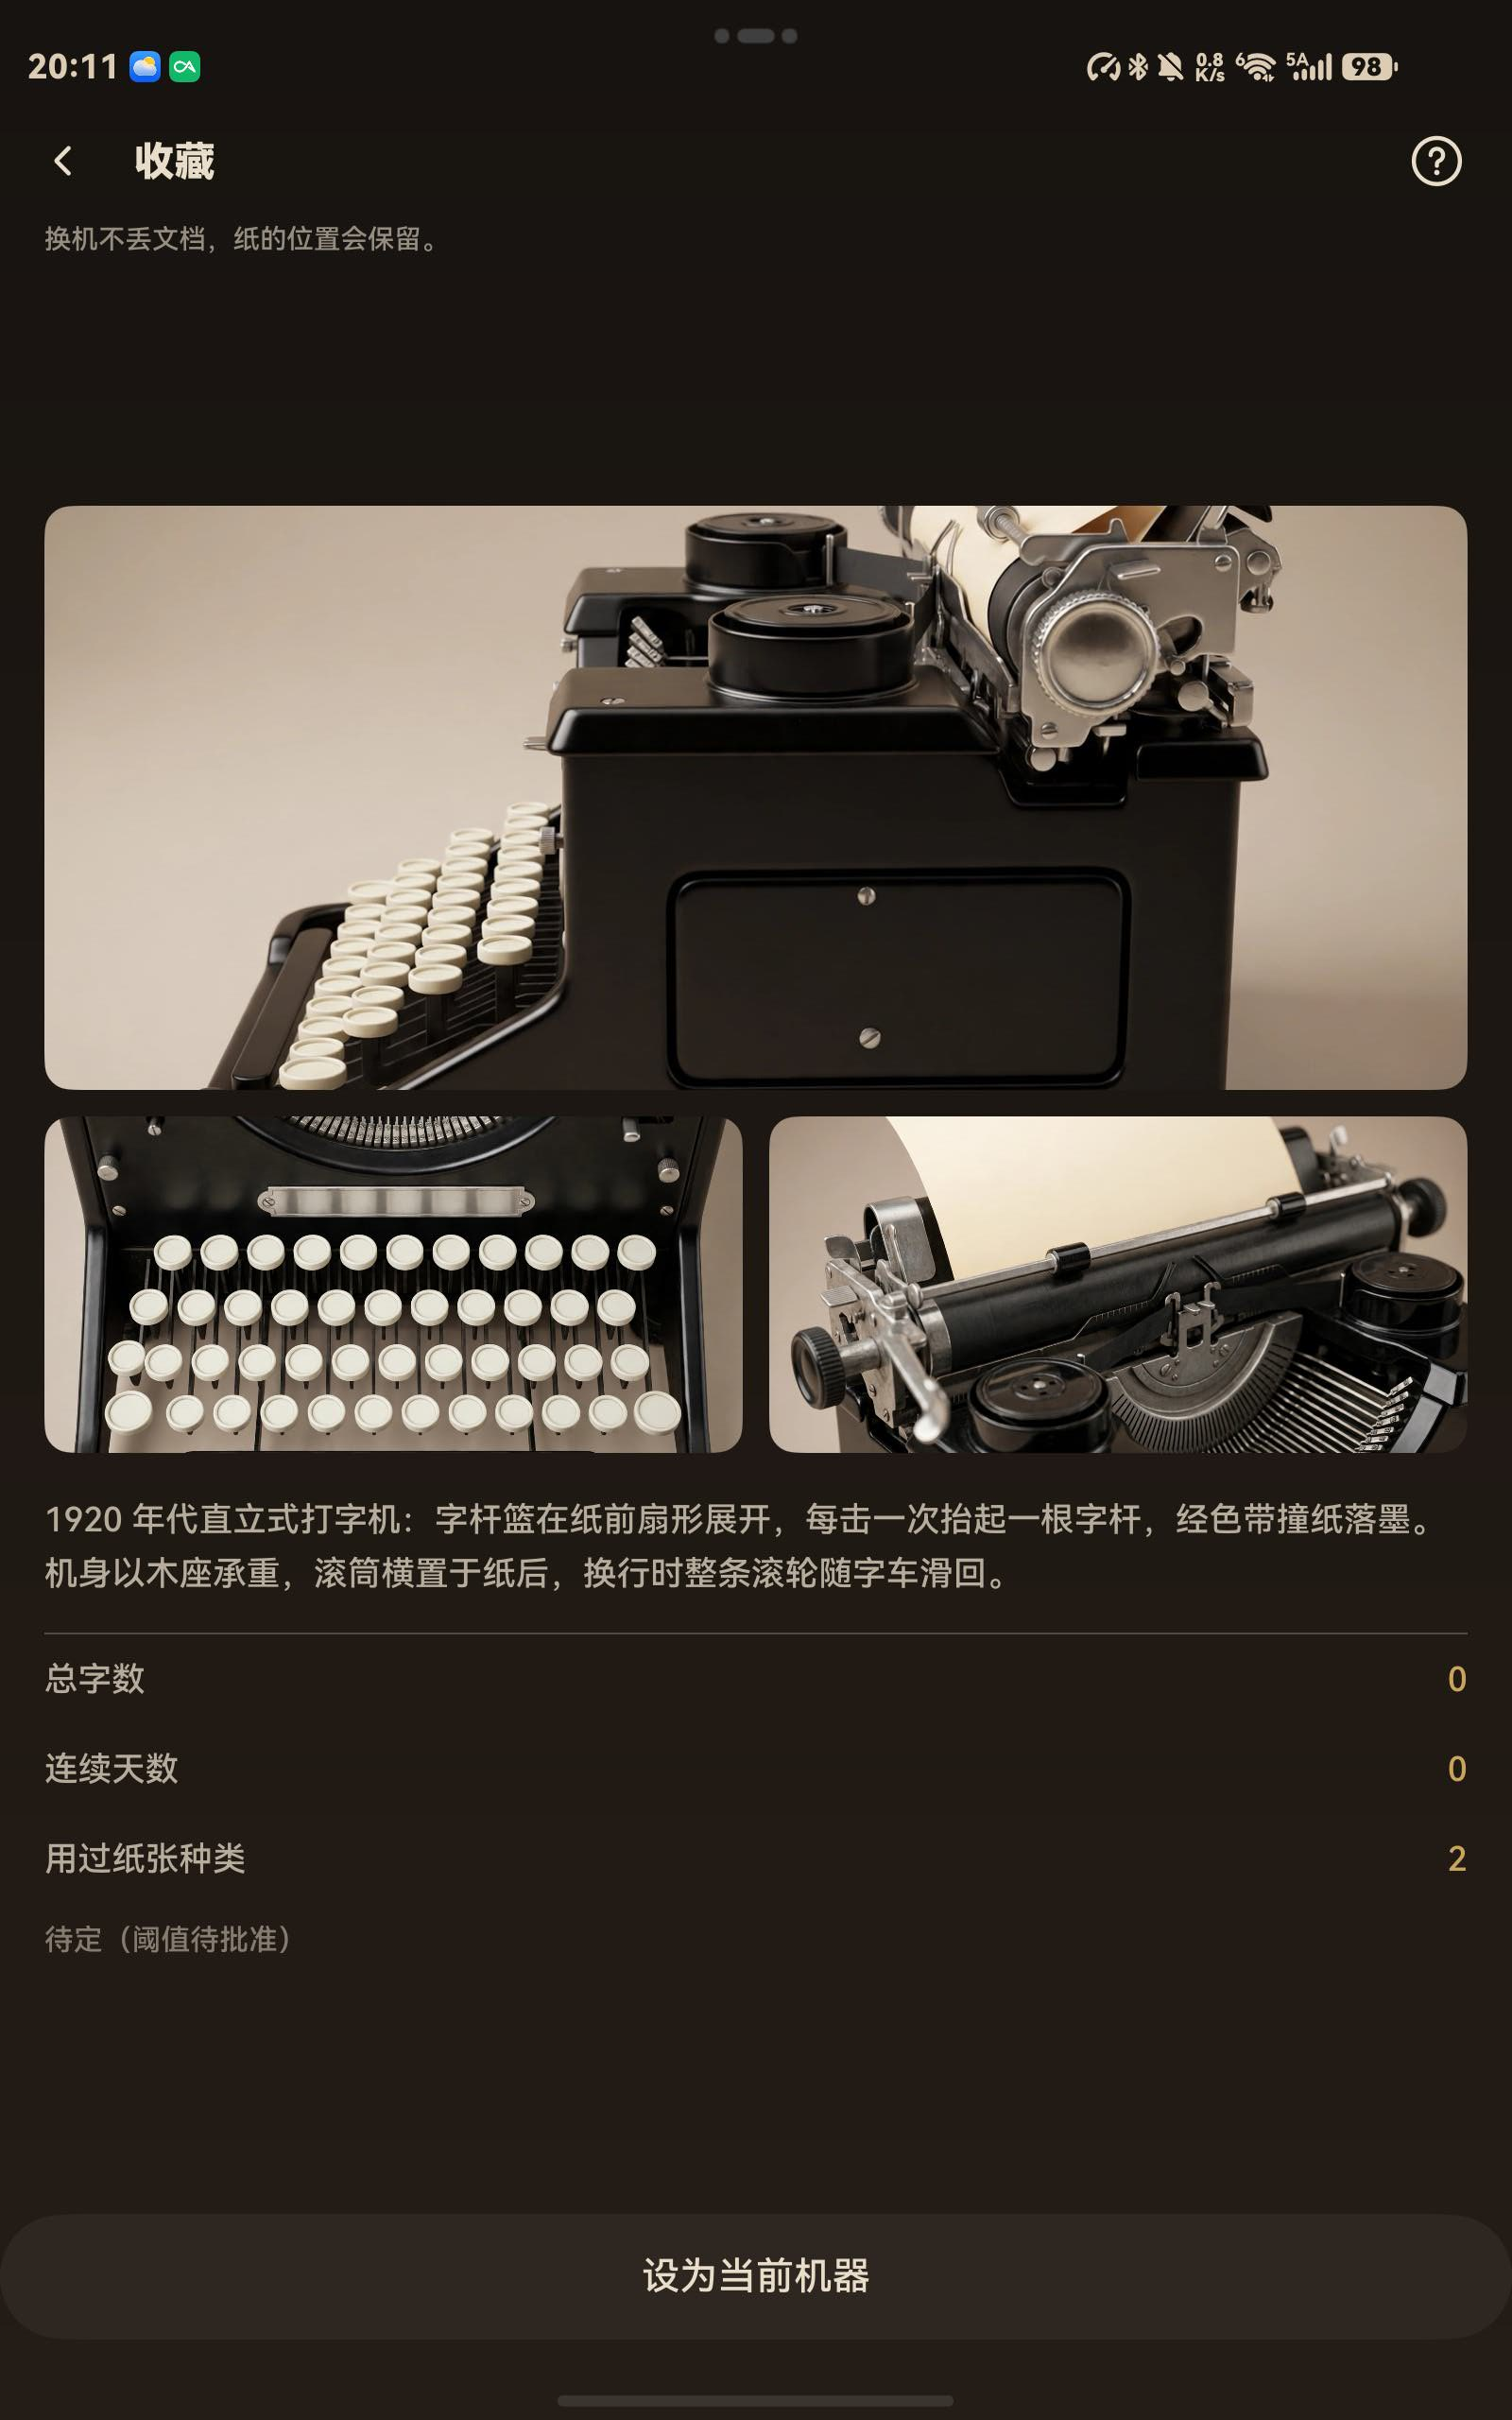 20:11
0.8
K/s
6
5A
98
收藏
换机不丢文档，纸的位置会保留。
1920 年代直立式打字机：字杆篮在纸前扇形展开，每击一次抬起一根字杆，经色带撞纸落墨。
机身以木座承重，滚筒横置于纸后，换行时整条滚轮随字车滑回。
总字数
0
连续天数
0
用过纸张种类
2
待定（阈值待批准）
设为当前机器